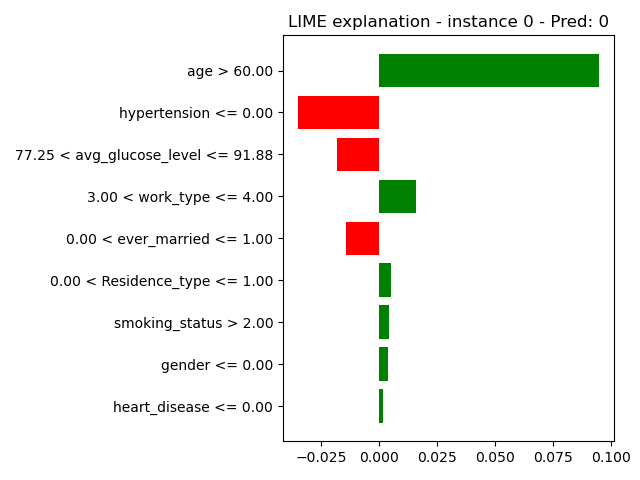 LIME explanation - instance 0 - Pred: 0
age > 60.00
hypertension <= 0.00
77.25 < avg_glucose_level <= 91.88
3.00 < work_type <= 4.00
0.00 < ever_married <= 1.00
0.00 < Residence_type <= 1.00
smoking_status > 2.00
gender <= 0.00
heart_disease <= 0.00
−0.025 0.000 0.025 0.050 0.075 0.100